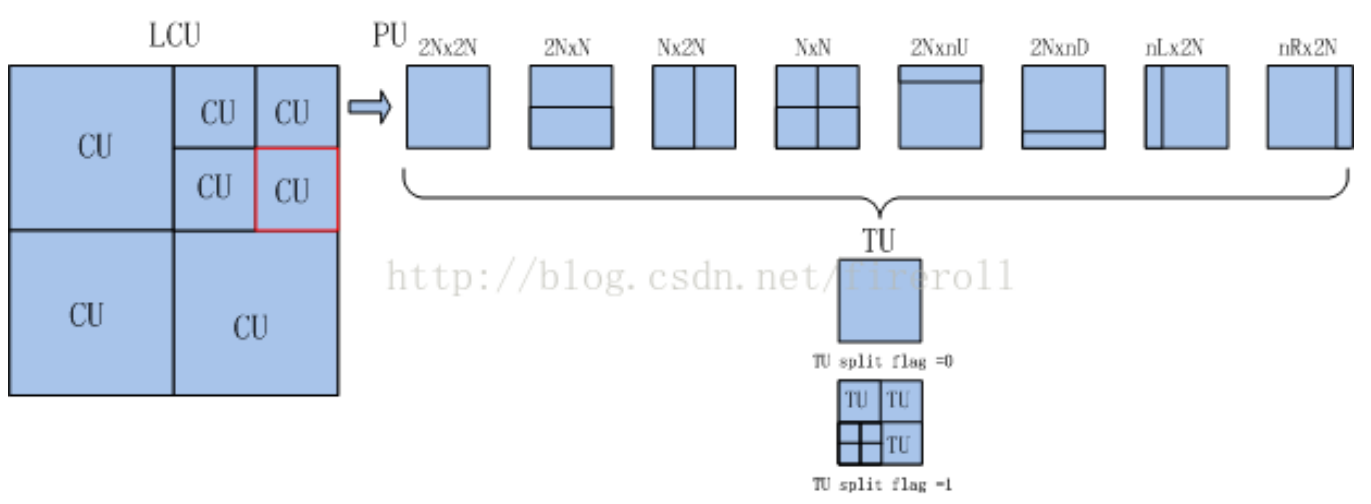 LCU
PU
2Nx2N 2NxN Nx2N NxN 2NxnU 2NxnD nLx2N nRx2N
CU CU CU
CU CU
CU CU
TU
http://blog.csdn.net/fireroll
TU split flag =0
TU TU
TU
TU split flag =1